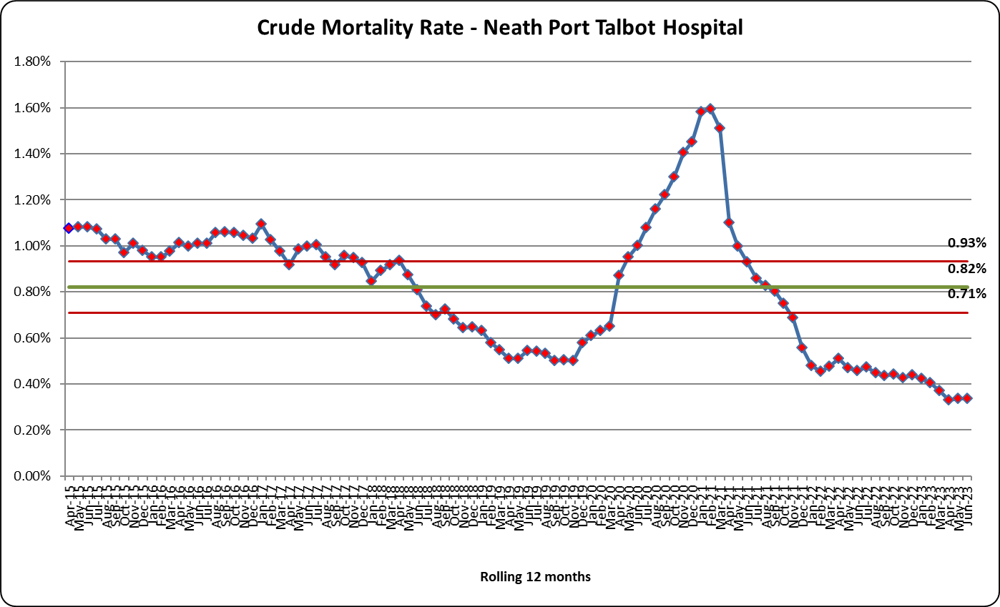 Crude Mortality Rate - Neath Port Talbot Hospital
1.80%
1.60%
1.40%
1.20%
1.00%
0.80%
0.60%
0.40%
0.20%
0.00%
0.93%
0.82%
0.71%
Apr-15
May-15
Jun-15
Jul-15
Aug-15
Sep-15
Oct-15
Nov-15
Dec-15
Jan-16
Feb-16
Mar-16
Apr-16
May-16
Jun-16
Jul-16
Aug-16
Sep-16
Oct-16
Nov-16
Dec-16
Jan-17
Feb-17
Mar-17
Apr-17
May-17
Jun-17
Jul-17
Aug-17
Sep-17
Oct-17
Nov-17
Dec-17
Jan-18
Feb-18
Mar-18
Apr-18
May-18
Jun-18
Jul-18
Aug-18
Sep-18
Oct-18
Nov-18
Dec-18
Jan-19
Feb-19
Mar-19
Apr-19
May-19
Jun-19
Jul-19
Aug-19
Sep-19
Oct-19
Nov-19
Dec-19
Jan-20
Feb-20
Mar-20
Apr-20
May-20
Jun-20
Jul-20
Aug-20
Sep-20
Oct-20
Nov-20
Dec-20
Jan-21
Feb-21
Mar-21
Apr-21
May-21
Jun-21
Jul-21
Aug-21
Sep-21
Oct-21
Nov-21
Dec-21
Jan-22
Feb-22
Mar-22
Apr-22
May-22
Jun-22
Jul-22
Aug-22
Sep-22
Oct-22
Nov-22
Dec-22
Jan-23
Feb-23
Mar-23
Apr-23
May-23
Jun-23
Rolling 12 months